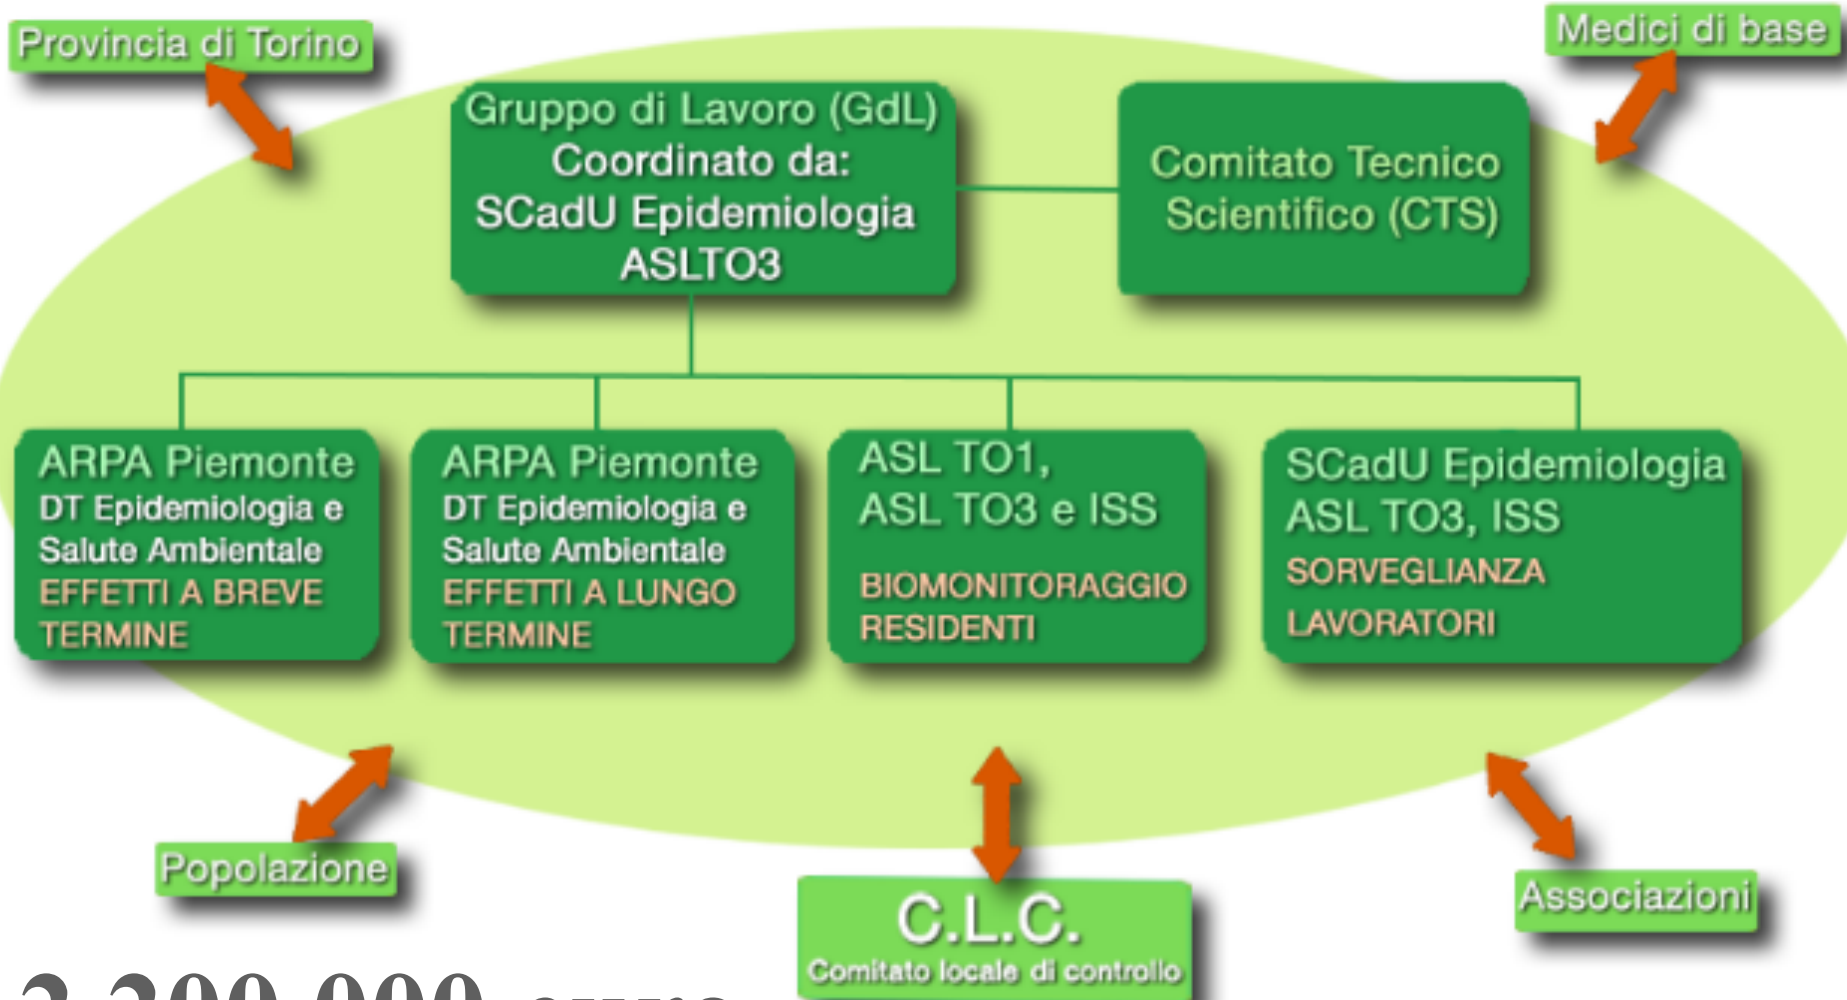 Provincia di Torino
Medici di base
Gruppo di Lavoro (GdL)
Coordinato da:
SCadU Epidemiologia
ASLTO3
Comitato Tecnico
Scientifico (CTS)
ARPA Piemonte
DT Epidemiologia e
Salute Ambientale
EFFETTI A BREVE
TERMINE
ARPA Piemonte
DT Epidemiologia e
Salute Ambientale
EFFETTI A LUNGO
TERMINE
ASL TO1,
ASL TO3 e ISS
BIOMONITORAGGIO
RESIDENTI
SCadU Epidemiologia
ASL TO3, ISS
SORVEGLIANZA
LAVORATORI
Popolazione
C.L.C.
Comitato locale di controllo
Associazioni